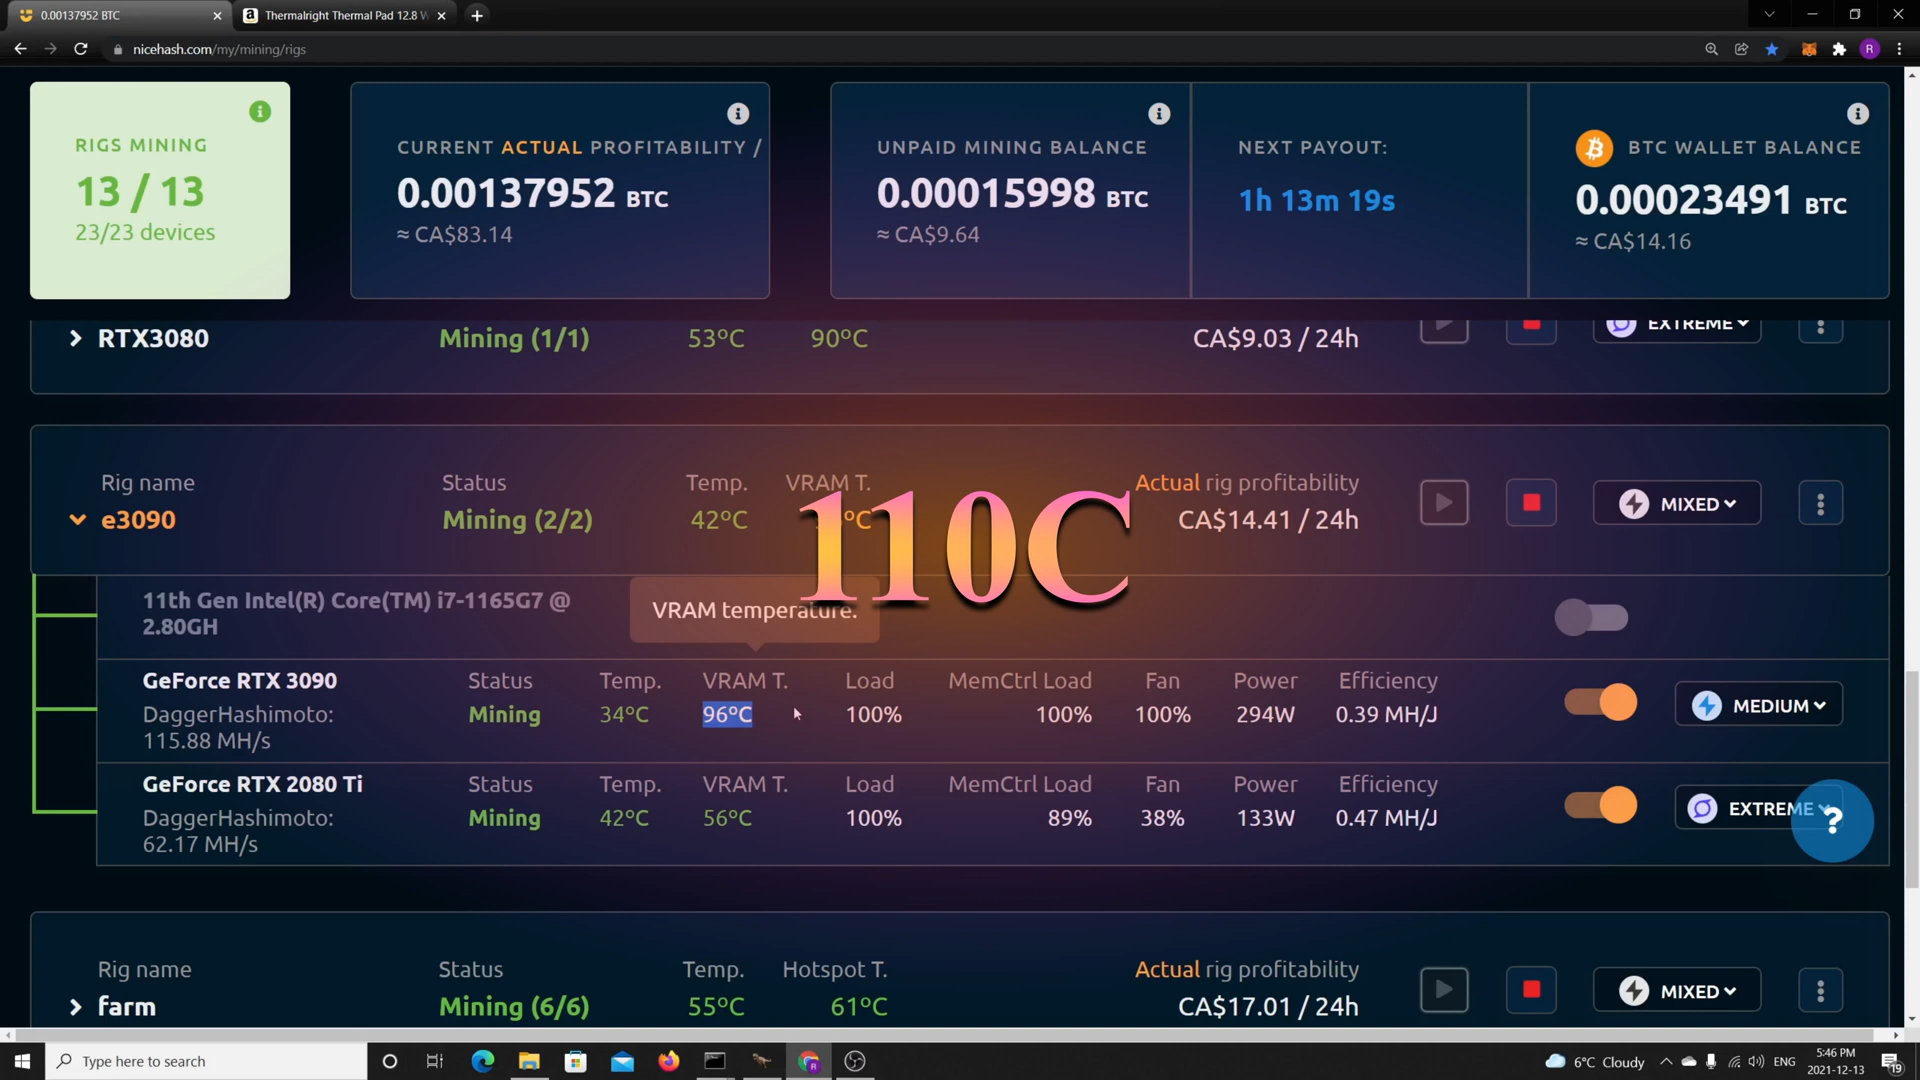 0.00137952 BTC
Thermalright Thermal Pad 12.8 W
nicehash.com/my/mining/rigs
R
RIGS MINING
13 / 13
23/23 devices
CURRENT ACTUAL PROFITABILITY /
0.00137952 BTC
≈ CA$83.14
UNPAID MINING BALANCE
0.00015998 BTC
≈ CA$9.64
NEXT PAYOUT:
1h 13m 19s
BTC WALLET BALANCE
0.00023491 BTC
≈ CA$14.16
RTX3080 Mining (1/1) 53°C 90°C CA$9.03 / 24h EXTREME
Rig name Status Temp. VRAM T. Actual rig profitability
e3090 Mining (2/2) 42°C °C CA$14.41 / 24h MIXED
110C
11th Gen Intel(R) Core(TM) i7-1165G7 @
2.80GH
VRAM temperature.
GeForce RTX 3090 Status Temp. VRAM T. Load MemCtrl Load Fan Power Efficiency
DaggerHashimoto: Mining 34°C 96°C 100% 100% 100% 294W 0.39 MH/J MEDIUM
115.88 MH/s
GeForce RTX 2080 Ti Status Temp. VRAM T. Load MemCtrl Load Fan Power Efficiency
DaggerHashimoto: Mining 42°C 56°C 100% 89% 38% 133W 0.47 MH/J EXTREME
62.17 MH/s
?
Rig name Status Temp. Hotspot T. Actual rig profitability
farm Mining (6/6) 55°C 61°C CA$17.01 / 24h MIXED
Type here to search
6°C Cloudy
ENG
5:46 PM
2021-12-13
19